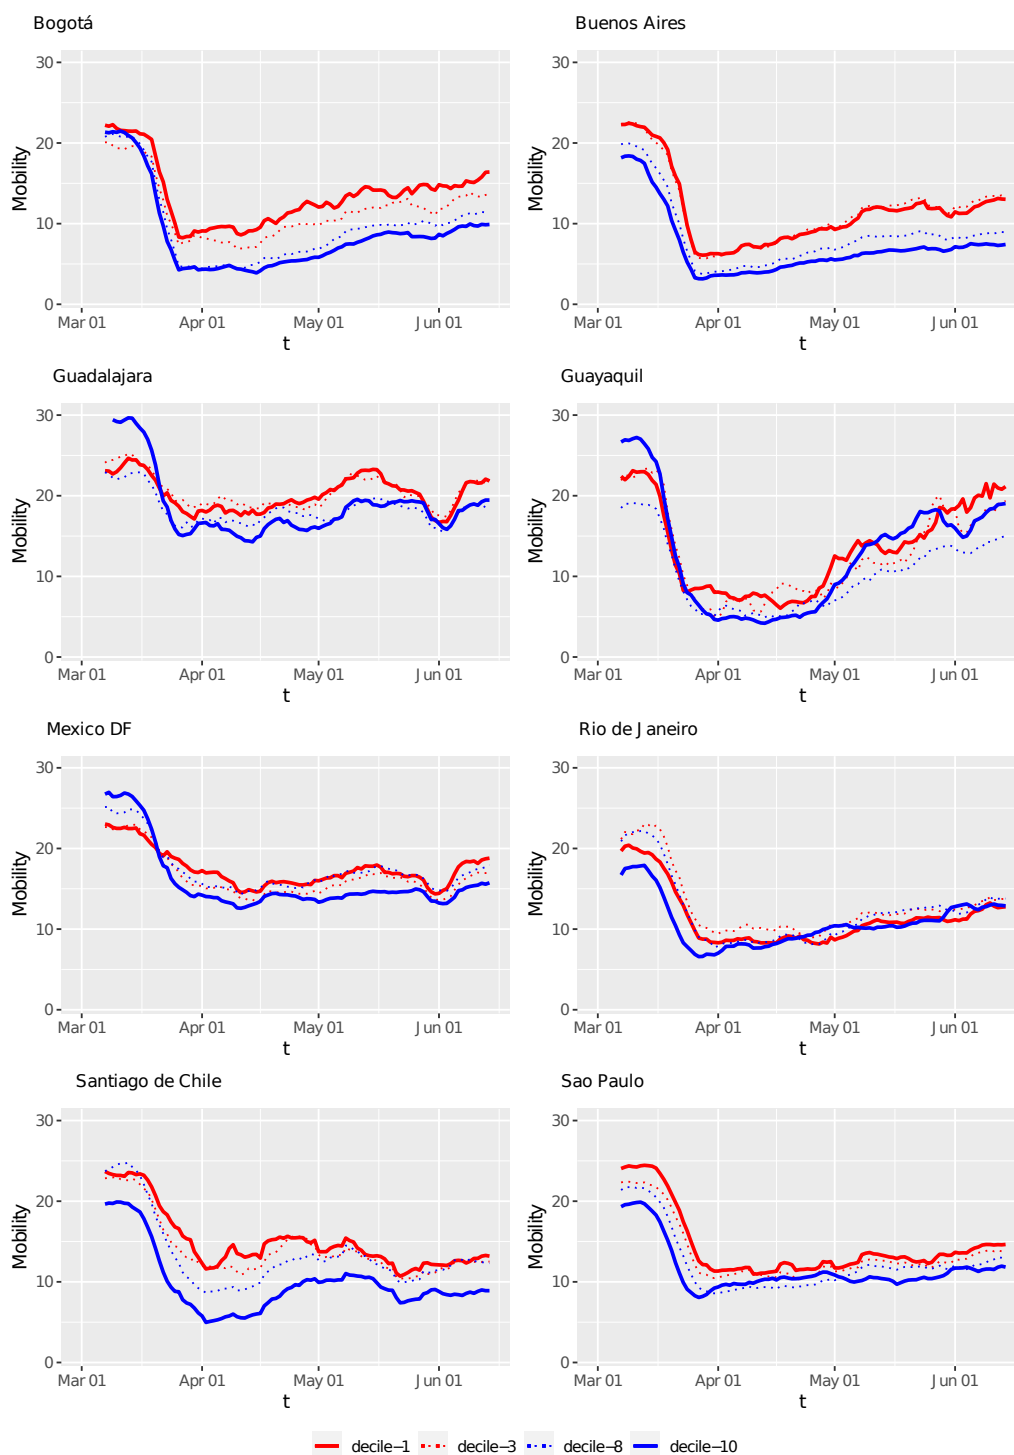 Bogotá
Buenos Aires
30
20
10
0
Mobility
Mar 01 Apr 01 May 01 Jun 01
t
30
20
10
0
Mobility
Mar 01 Apr 01 May 01 Jun 01
t
Guadalajara
Guayaquil
30
20
10
0
Mobility
Mar 01 Apr 01 May 01 Jun 01
t
30
20
10
0
Mobility
Mar 01 Apr 01 May 01 Jun 01
t
Mexico DF
Rio de Janeiro
30
20
10
0
Mobility
Mar 01 Apr 01 May 01 Jun 01
t
30
20
10
0
Mobility
Mar 01 Apr 01 May 01 Jun 01
t
Santiago de Chile
Sao Paulo
30
20
10
0
Mobility
Mar 01 Apr 01 May 01 Jun 01
t
30
20
10
0
Mobility
Mar 01 Apr 01 May 01 Jun 01
t
decile−1 decile−3 decile−8 decile−10